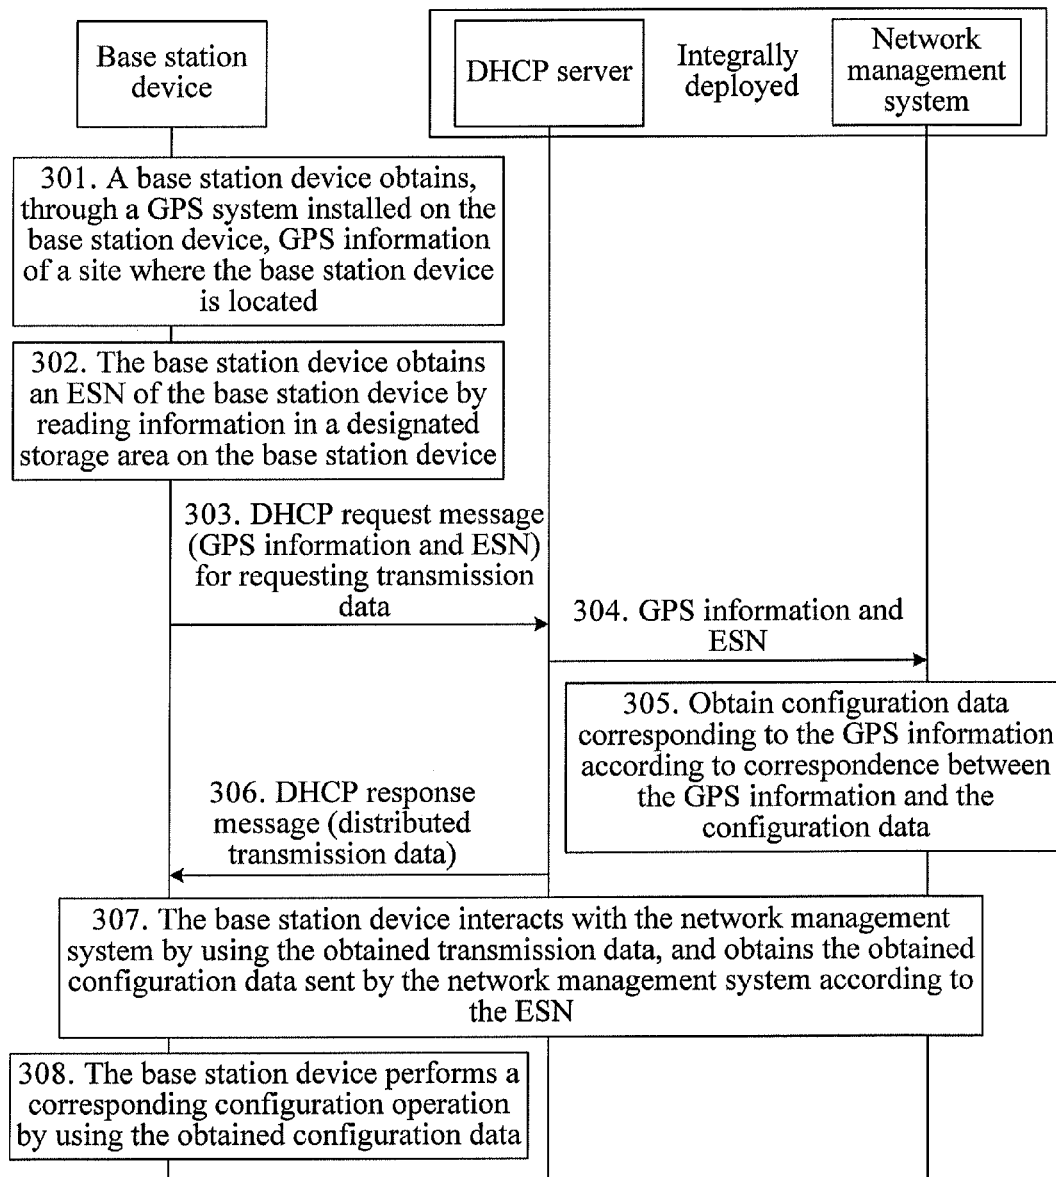 Base station
device
DHCP server
Integrally
deployed
Network
management
system
301. A base station device obtains,
through a GPS system installed on the
base station device, GPS information
of a site where the base station device
is located
302. The base station device obtains
an ESN of the base station device by
reading information in a designated
storage area on the base station device
303. DHCP request message
(GPS information and ESN)
for requesting transmission
data
304. GPS information and
ESN
305. Obtain configuration data
corresponding to the GPS information
according to correspondence between
the GPS information and the
configuration data
306. DHCP response
message (distributed
transmission data)
307. The base station device interacts with the network management
system by using the obtained transmission data, and obtains the obtained
configuration data sent by the network management system according to
the ESN
308. The base station device performs a
corresponding configuration operation
by using the obtained configuration data